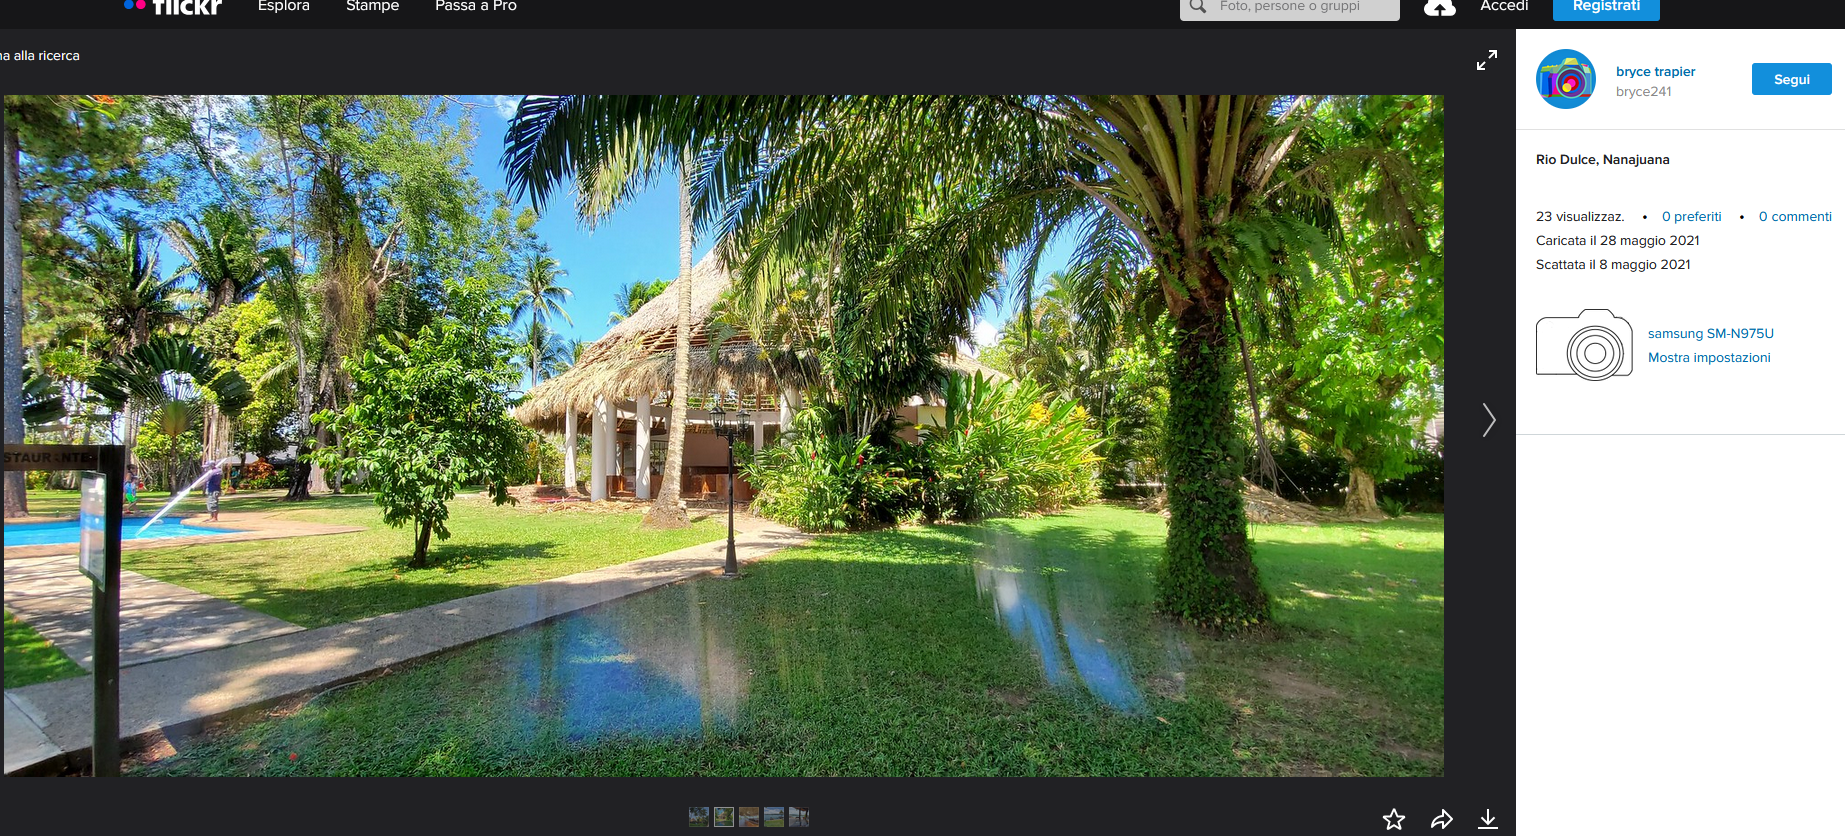 flickr
Esplora
Stampe
Passa a Pro
Foto, persone o gruppi
Accedi
Registrati
na alla ricerca
bryce trapier
bryce241
Segui
Rio Dulce, Nanajuana
23 visualizzaz. • 0 preferiti • 0 commenti
Caricata il 28 maggio 2021
Scattata il 8 maggio 2021
samsung SM-N975U
Mostra impostazioni
STAURANTE